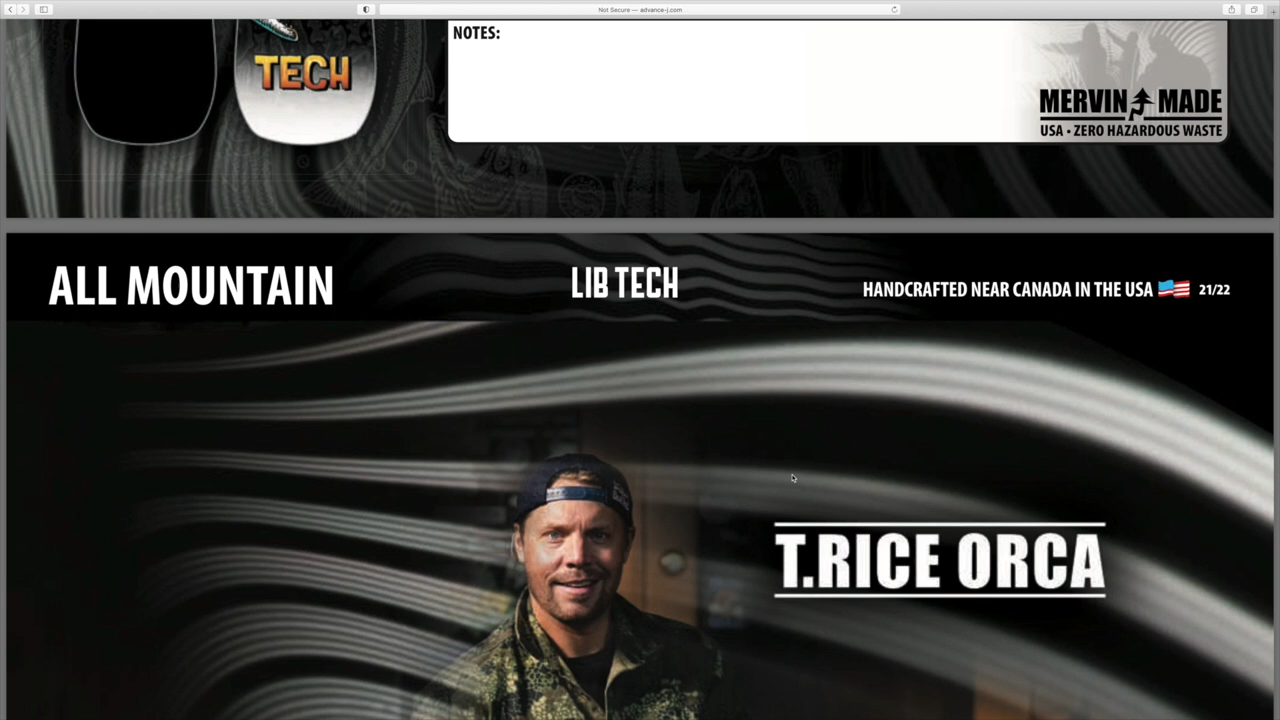 Not Secure — advance-j.com
TECH
NOTES:
MERVIN MADE
USA • ZERO HAZARDOUS WASTE
ALL MOUNTAIN
LIB TECH
HANDCRAFTED NEAR CANADA IN THE USA 21/22
T.RICE ORCA